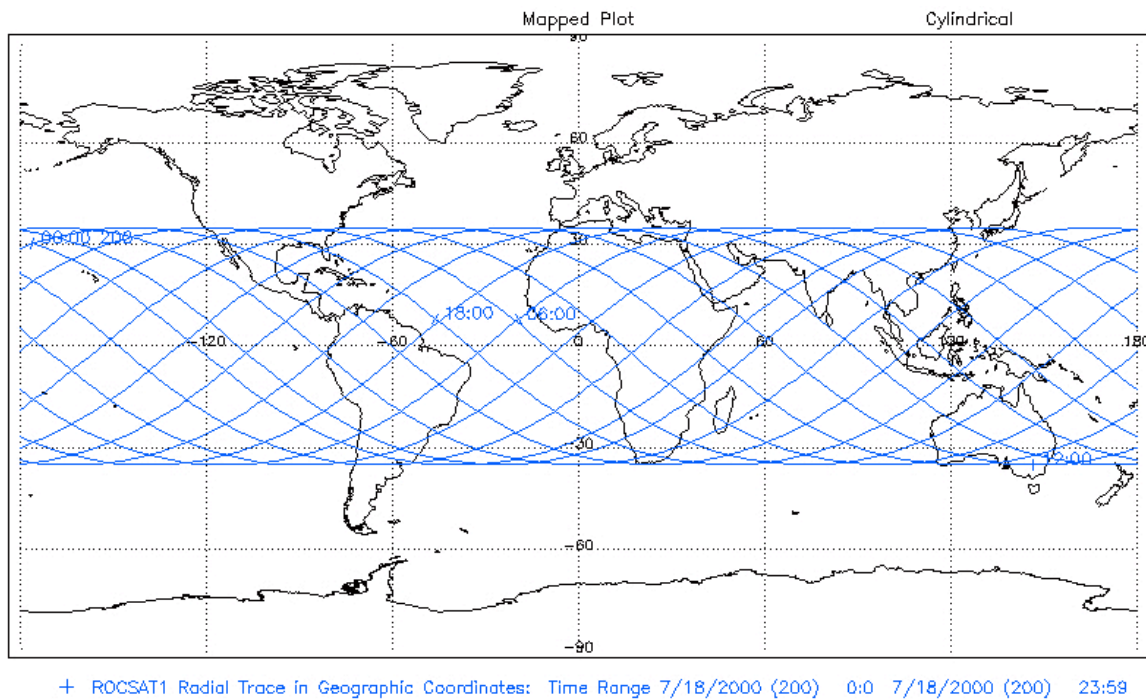 Mapped Plot Cylindrical
90
60
00:00 200 30
18:00 06:00
-120 -60 0 60 120 180
-30
12:00
-60
-90
+ ROCSAT1 Radial Trace in Geographic Coordinates: Time Range 7/18/2000 (200) 0:0 7/18/2000 (200) 23:59